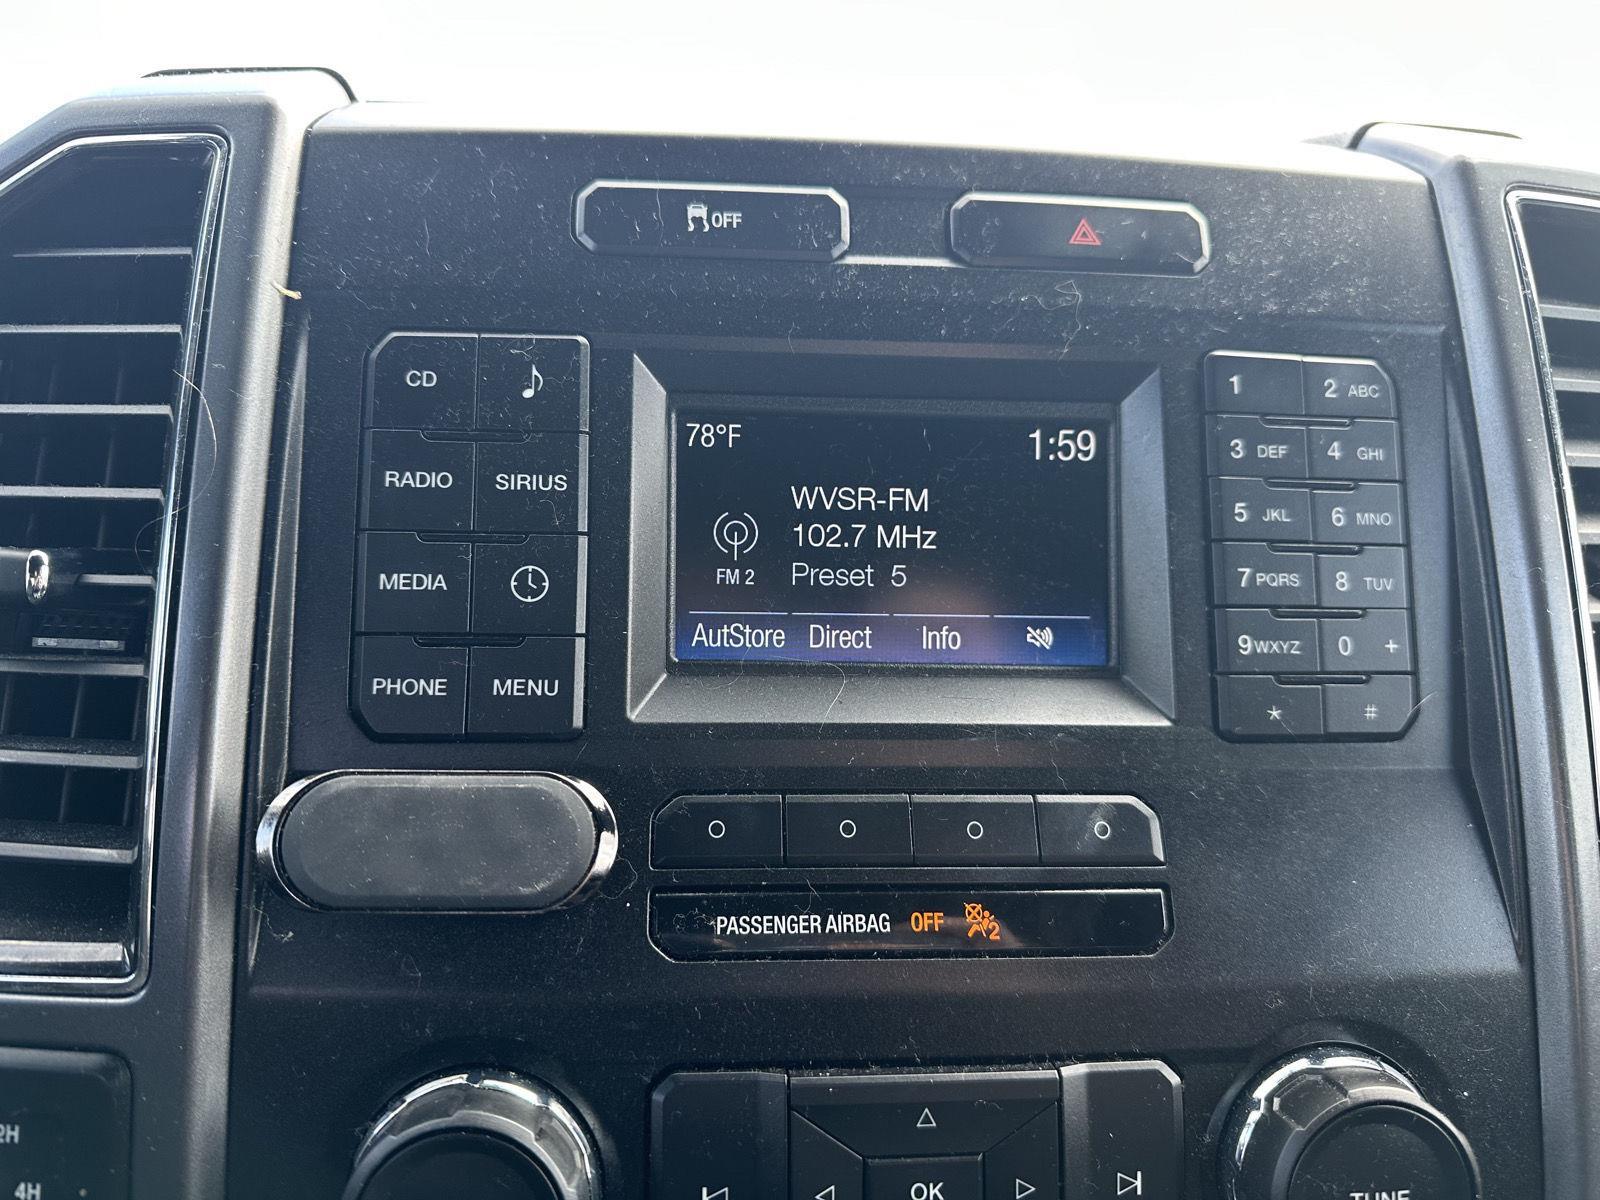 OFF
CD
RADIO SIRIUS
MEDIA
PHONE MENU
78°F 1:59
WVSR-FM
102.7 MHz
FM 2 Preset 5
AutStore Direct Info
1 2 ABC
3 DEF 4 GHI
5 JKL 6 MNO
7 PQRS 8 TUV
9 WXYZ 0 +
* #
PASSENGER AIRBAG OFF 2
2H
4H
OK
TUNE